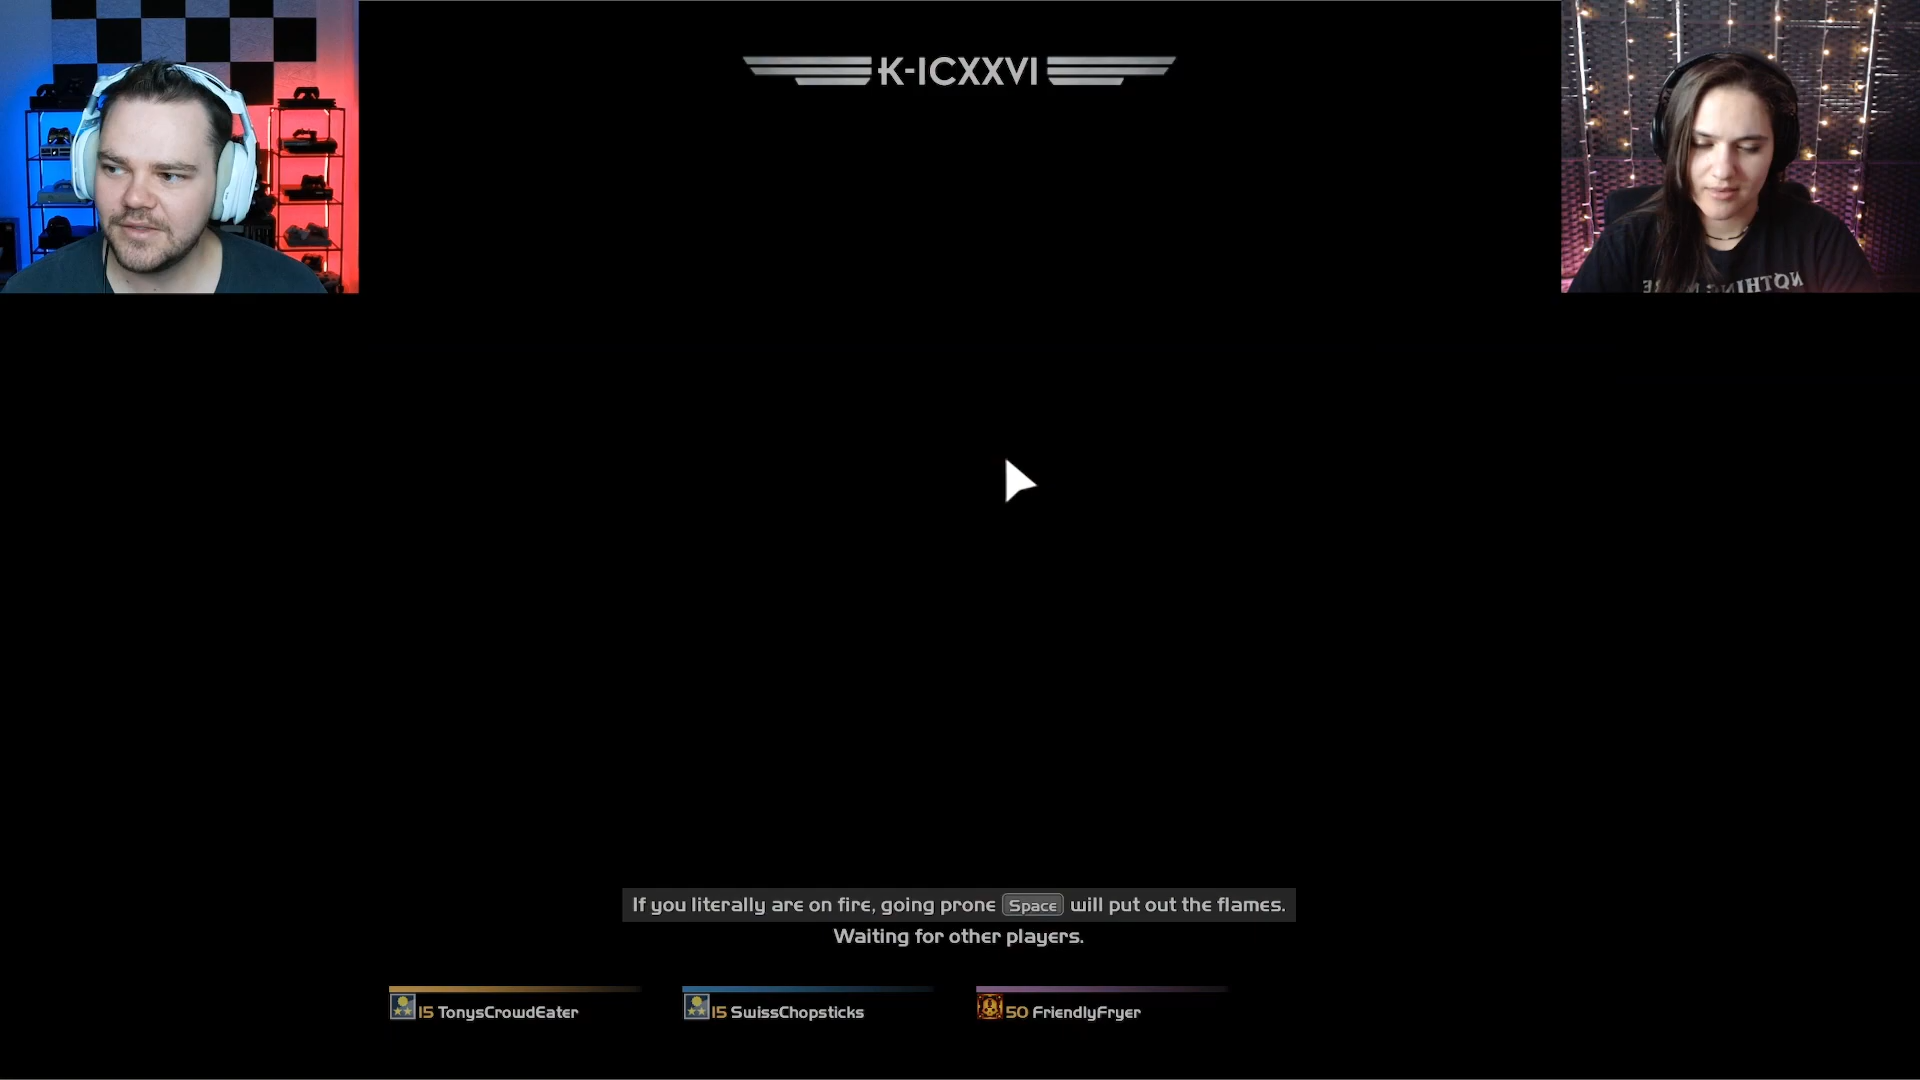 K-ICXXVI
NOTHING M
If you literally are on fire, going prone Space will put out the flames.
Waiting for other players.
15 TonysCrowdEater
15 SwissChopsticks
50 FriendlyFryer